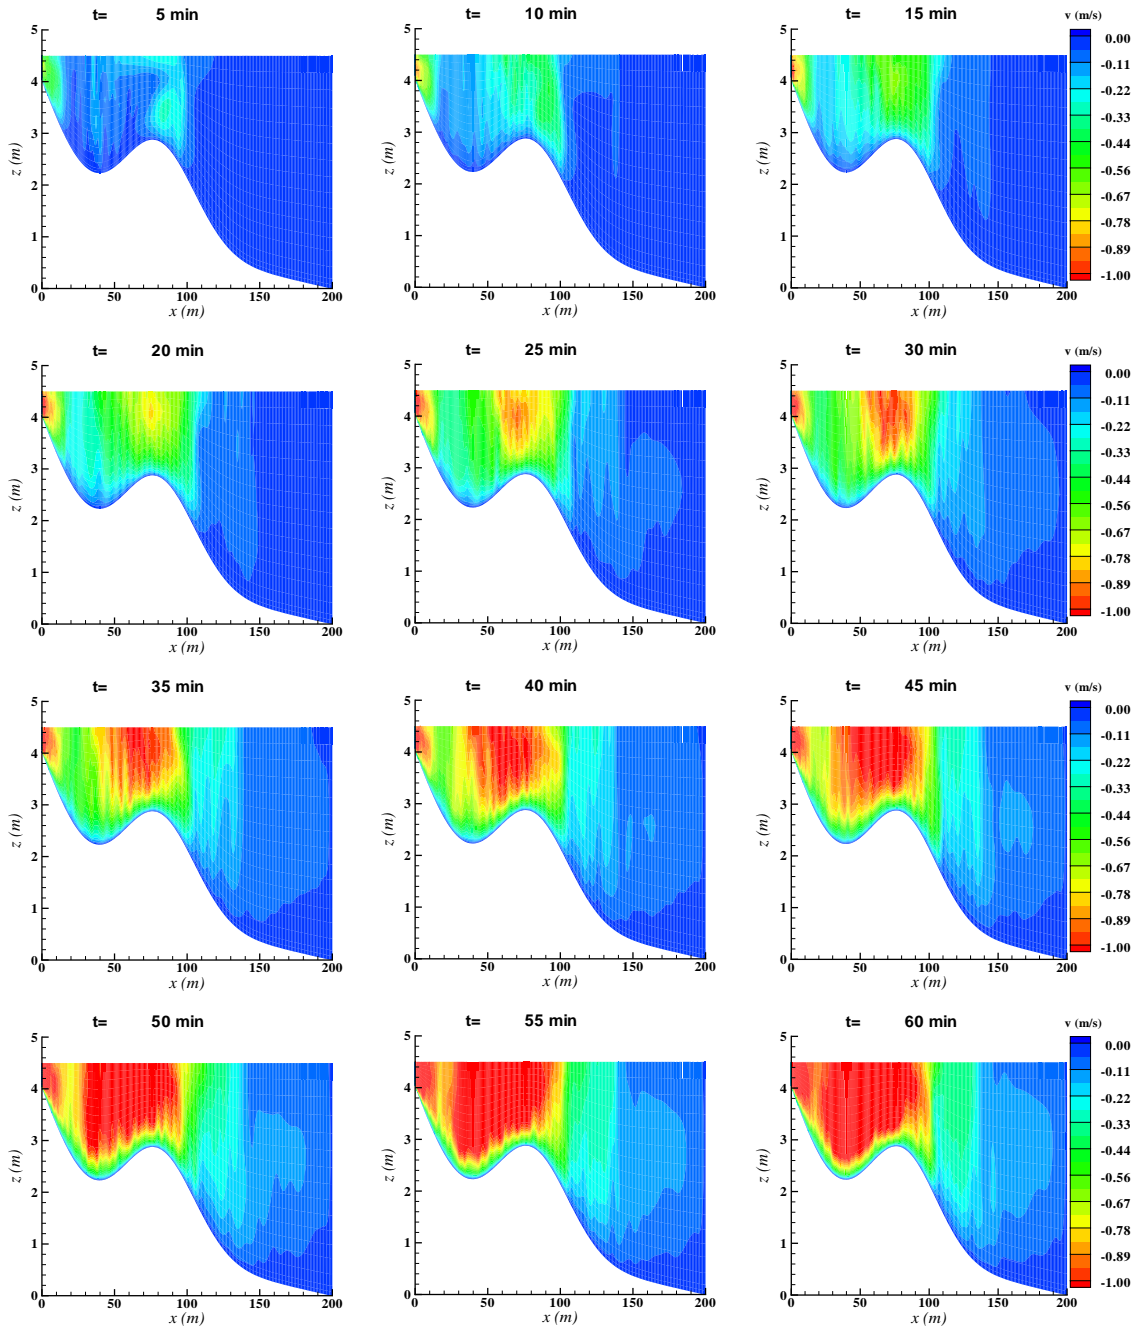 t= 5 min
t= 10 min
t= 15 min
v (m/s)
5
4
3
2
1
0
z (m)
0 50 100 150 200
x (m)
5
4
3
2
1
0
z (m)
0 50 100 150 200
x (m)
5
4
3
2
1
0
z (m)
0 50 100 150 200
x (m)
0.00
-0.11
-0.22
-0.33
-0.44
-0.56
-0.67
-0.78
-0.89
-1.00
t= 20 min
t= 25 min
t= 30 min
v (m/s)
5
4
3
2
1
0
z (m)
0 50 100 150 200
x (m)
5
4
3
2
1
0
z (m)
0 50 100 150 200
x (m)
5
4
3
2
1
0
z (m)
0 50 100 150 200
x (m)
0.00
-0.11
-0.22
-0.33
-0.44
-0.56
-0.67
-0.78
-0.89
-1.00
t= 35 min
t= 40 min
t= 45 min
v (m/s)
5
4
3
2
1
0
z (m)
0 50 100 150 200
x (m)
5
4
3
2
1
0
z (m)
0 50 100 150 200
x (m)
5
4
3
2
1
0
z (m)
0 50 100 150 200
x (m)
0.00
-0.11
-0.22
-0.33
-0.44
-0.56
-0.67
-0.78
-0.89
-1.00
t= 50 min
t= 55 min
t= 60 min
v (m/s)
5
4
3
2
1
0
z (m)
0 50 100 150 200
x (m)
5
4
3
2
1
0
z (m)
0 50 100 150 200
x (m)
5
4
3
2
1
0
z (m)
0 50 100 150 200
x (m)
0.00
-0.11
-0.22
-0.33
-0.44
-0.56
-0.67
-0.78
-0.89
-1.00